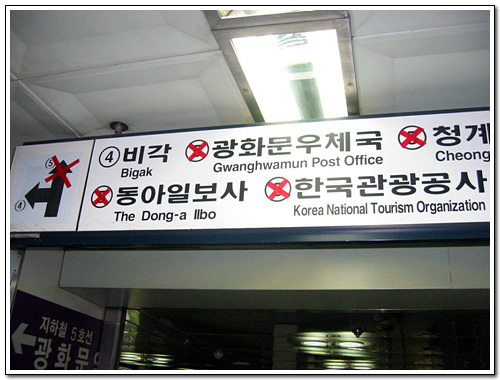 ④비각 광화문우체국 청계
Bigak Gwanghwamun Post Office Cheong
동아일보사 한국관광공사
The Dong-a Ilbo Korea National Tourism Organization
⑤
④
지하철 5호선
광화문